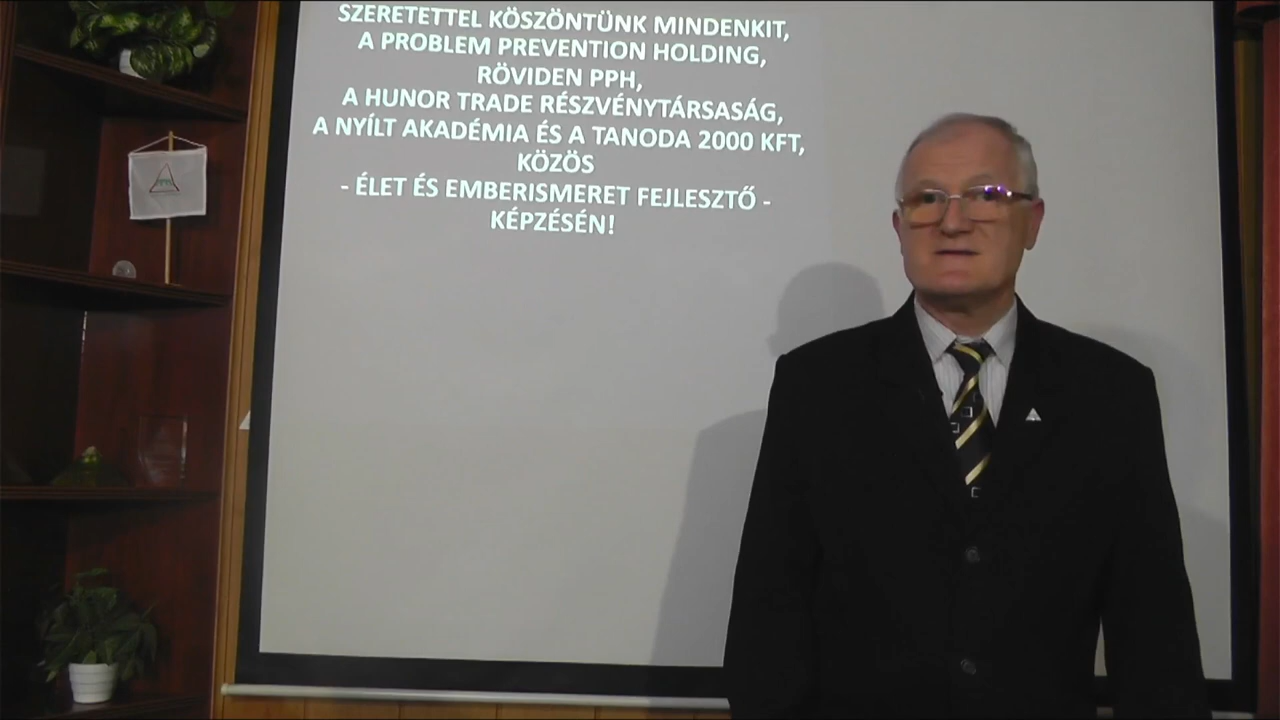 SZERETETTEL KÖSZÖNTÜNK MINDENKIT,
A PROBLEM PREVENTION HOLDING,
RÖVIDEN PPH,
A HUNOR TRADE RÉSZVÉNYTÁRSASÁG,
A NYÍLT AKADÉMIA ÉS A TANODA 2000 KFT,
KÖZÖS
- ÉLET ÉS EMBERISMERET FEJLESZTŐ -
KÉPZÉSÉN!